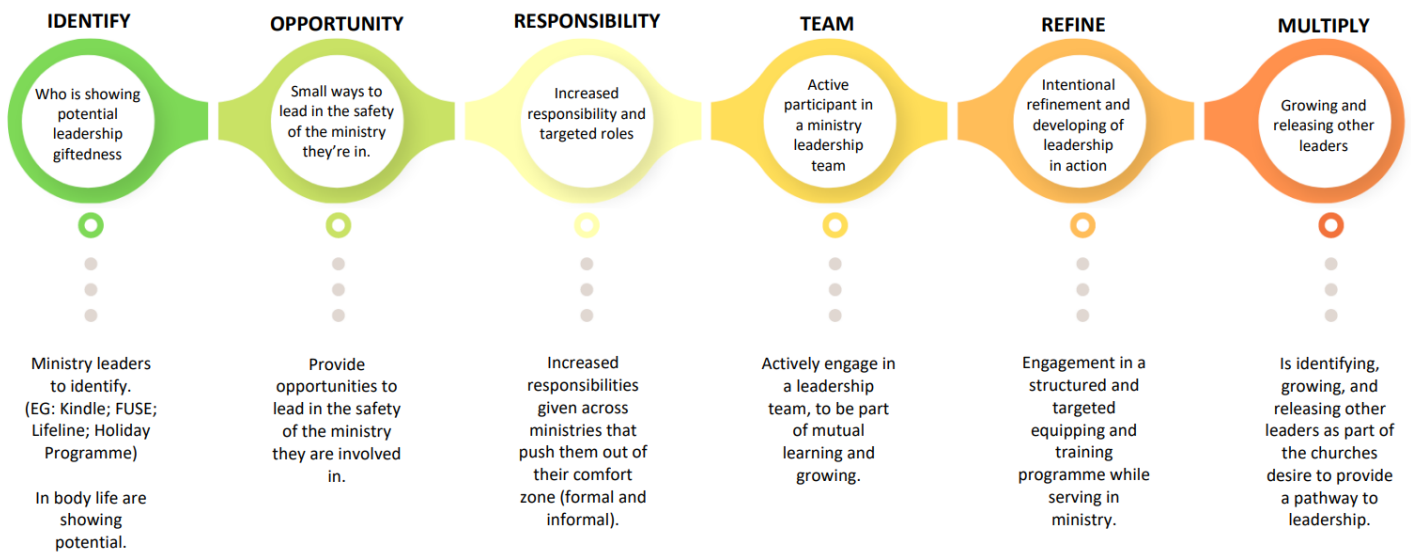 IDENTIFY
OPPORTUNITY
RESPONSIBILITY
TEAM
REFINE
MULTIPLY
Who is showing
potential
leadership
giftedness
Small ways to
lead in the safety
of the ministry
they’re in.
Increased
responsibility and
targeted roles
Active
participant in
a ministry
leadership
team
Intentional
refinement and
developing of
leadership
in action
Growing and
releasing other
leaders
Ministry leaders
to identify.
(EG: Kindle; FUSE;
Lifeline; Holiday
Programme)
In body life are
showing
potential.
Provide
opportunities to
lead in the safety
of the ministry
they are involved
in.
Increased
responsibilities
given across
ministries that
push them out of
their comfort
zone (formal and
informal).
Actively engage in
a leadership
team, to be part
of mutual
learning and
growing.
Engagement in a
structured and
targeted
equipping and
training
programme while
serving in
ministry.
Is identifying,
growing, and
releasing other
leaders as part of
the churches
desire to provide
a pathway to
leadership.